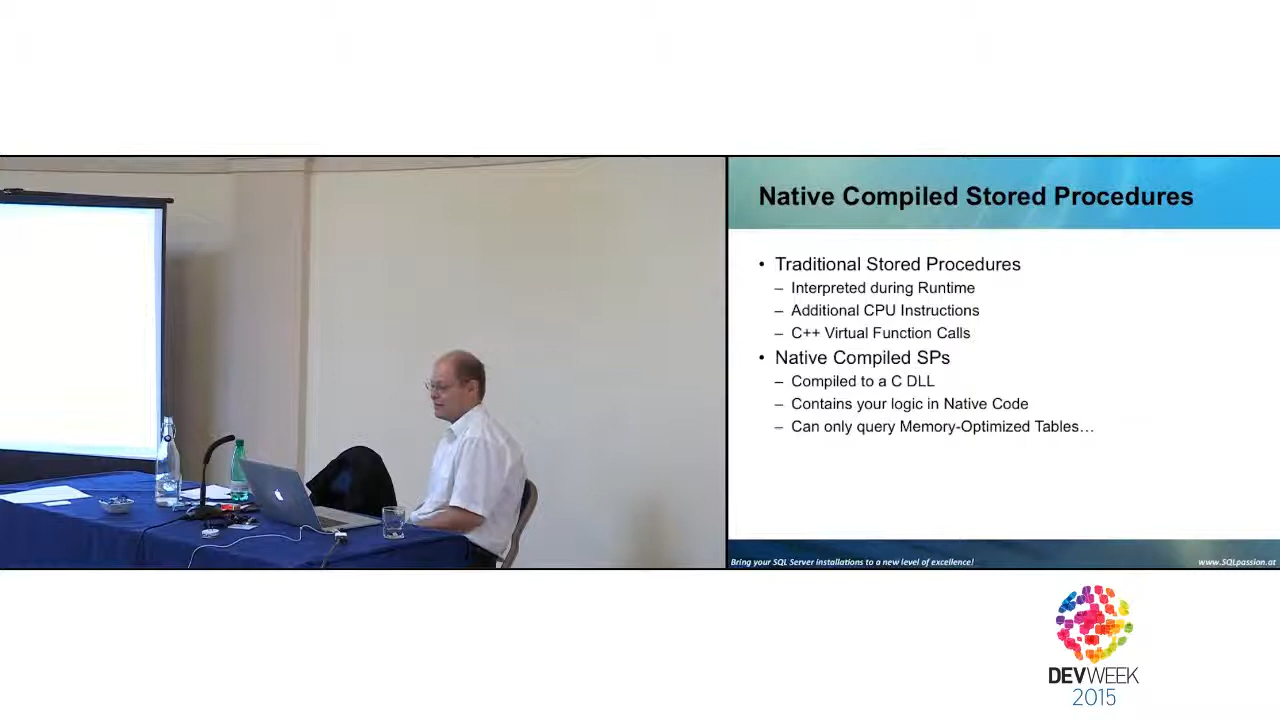 Native Compiled Stored Procedures
• Traditional Stored Procedures
– Interpreted during Runtime
– Additional CPU Instructions
– C++ Virtual Function Calls
• Native Compiled SPs
– Compiled to a C DLL
– Contains your logic in Native Code
– Can only query Memory-Optimized Tables…
Bring your SQL Server installations to a new level of excellence!
www.SQLpassion.at
DEVWEEK
2015